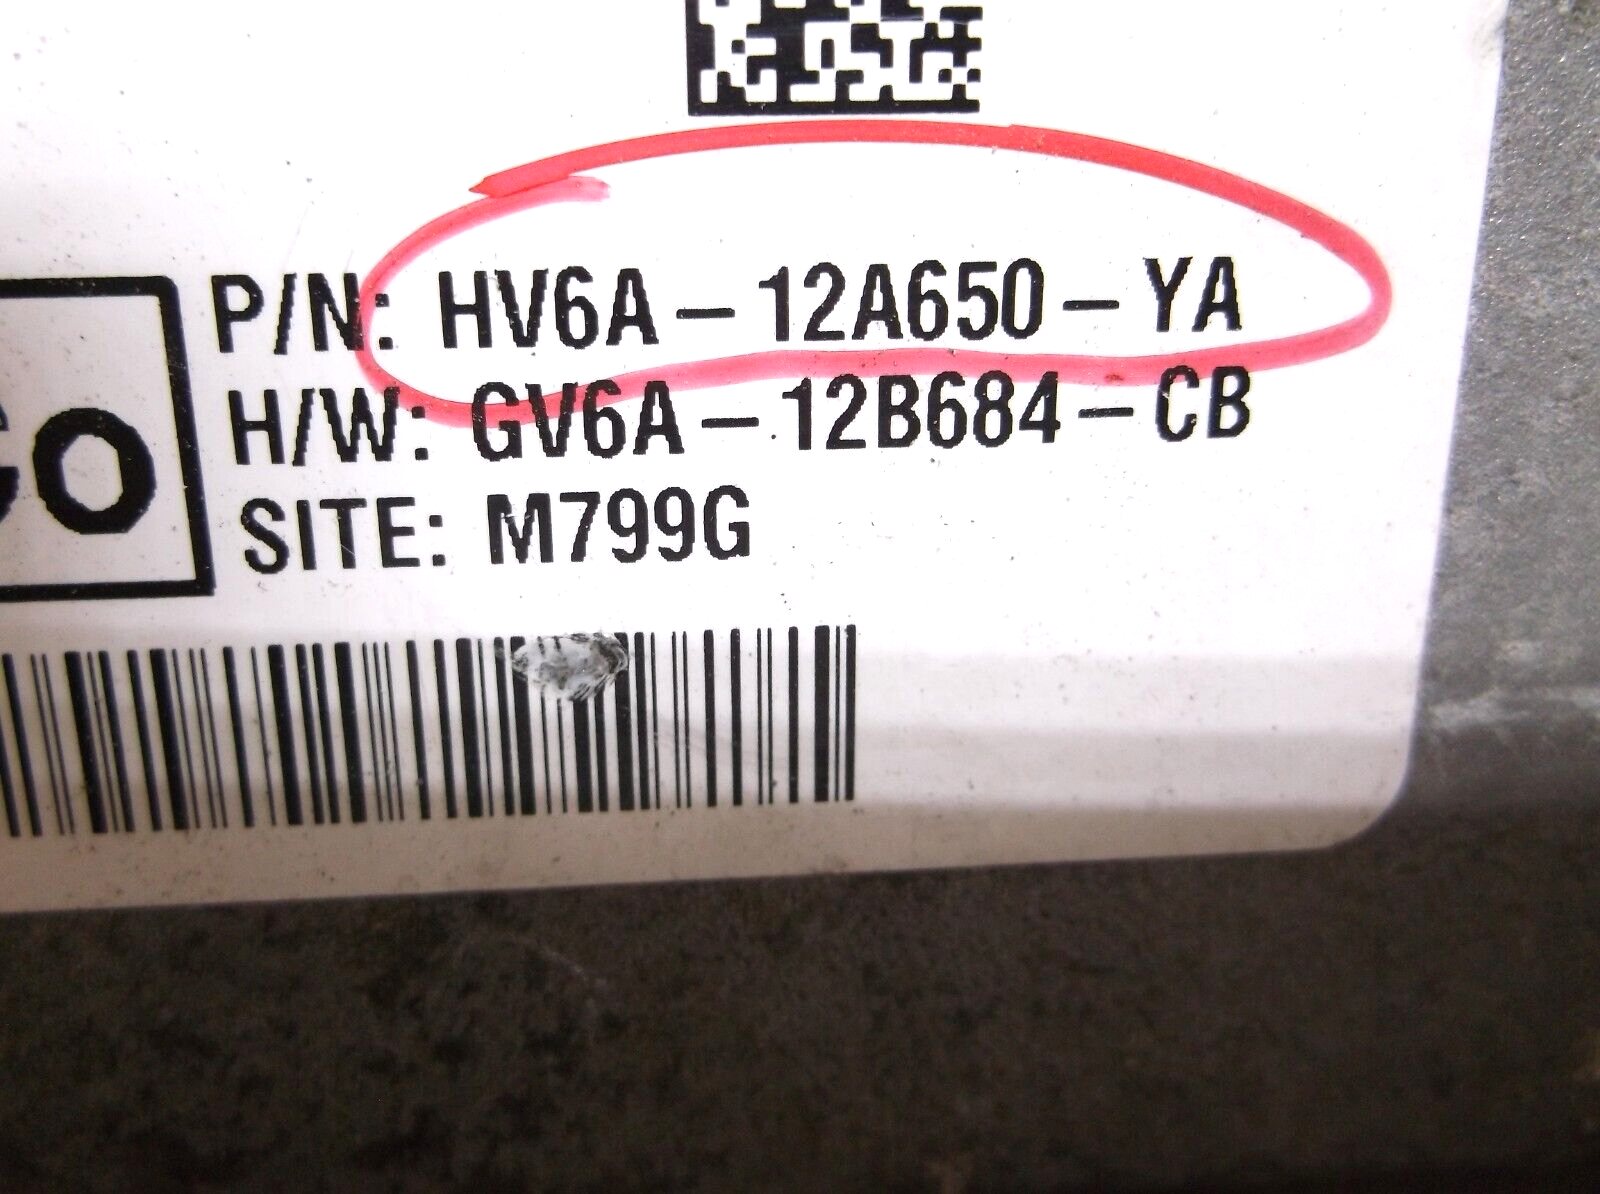 P/N: HV6A-12A650-YA
H/W: GV6A-12B684-CB
SITE: M799G